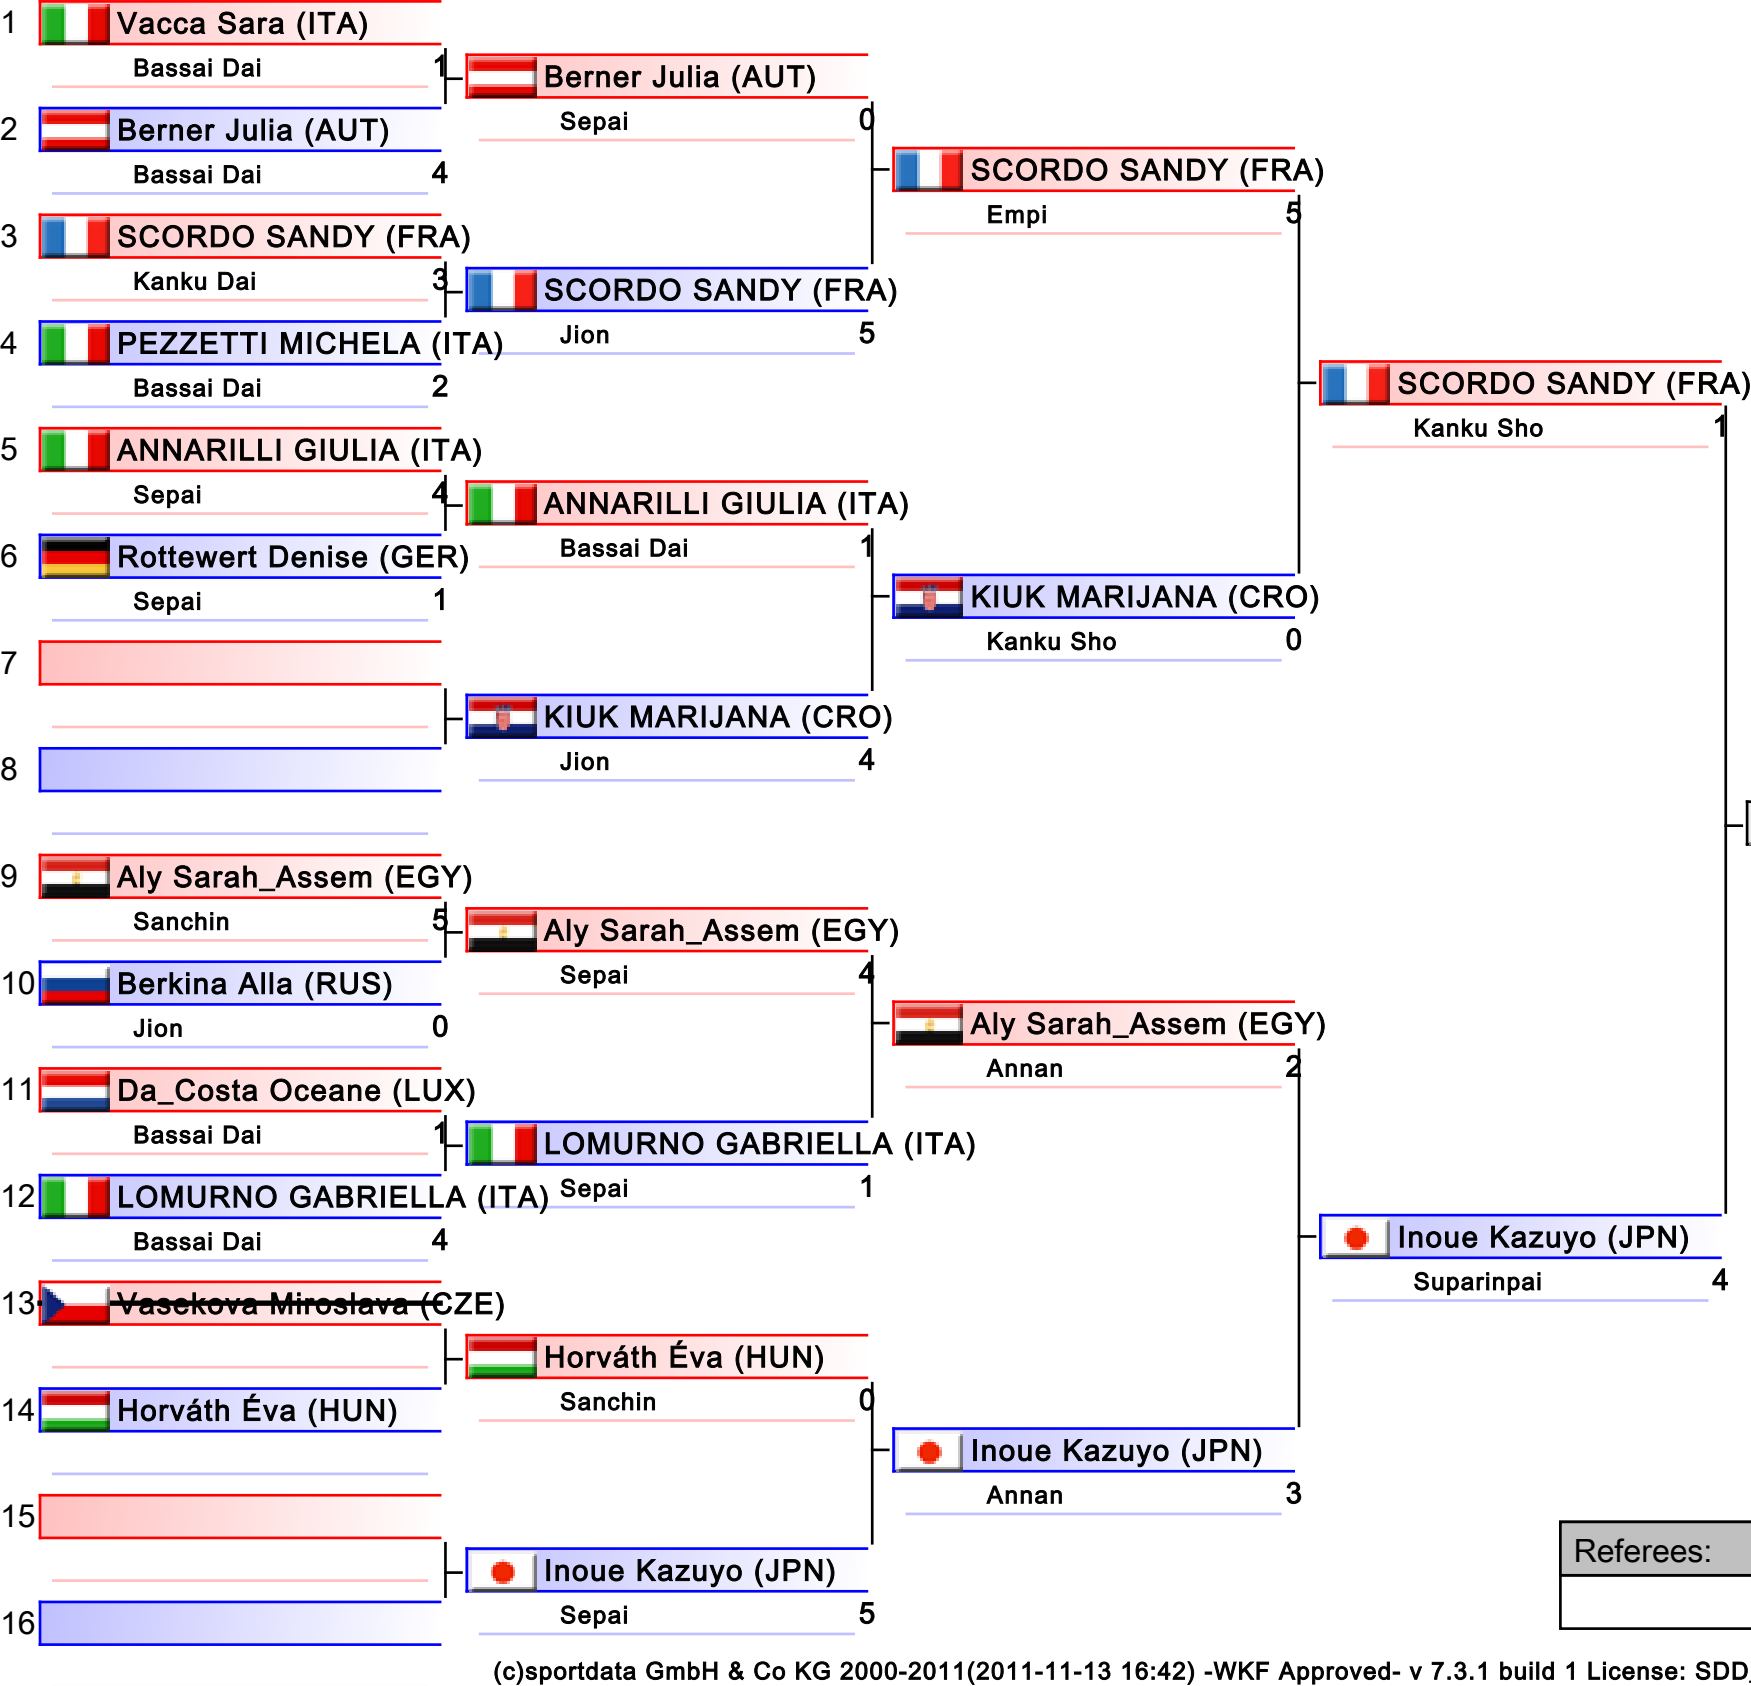 1 Vacca Sara (ITA)
Bassai Dai 1
2 Berner Julia (AUT)
Bassai Dai 4
3 SCORDO SANDY (FRA)
Kanku Dai 3
4 PEZZETTI MICHELA (ITA)
Bassai Dai 2
5 ANNARILLI GIULIA (ITA)
Sepai 4
6 Rottewert Denise (GER)
Sepai 1
7
8
9 Aly Sarah_Assem (EGY)
Sanchin 5
10 Berkina Alla (RUS)
Jion 0
11 Da_Costa Oceane (LUX)
Bassai Dai 1
12 LOMURNO GABRIELLA (ITA)
Bassai Dai 4
13 Vasekova Miroslava (CZE)
14 Horváth Éva (HUN)
15
16
Berner Julia (AUT)
Sepai 0
SCORDO SANDY (FRA)
Jion 5
ANNARILLI GIULIA (ITA)
Bassai Dai 1
KIUK MARIJANA (CRO)
Jion 4
Aly Sarah_Assem (EGY)
Sepai 4
LOMURNO GABRIELLA (ITA)
Sepai 1
Horváth Éva (HUN)
Sanchin 0
Inoue Kazuyo (JPN)
Sepai 5
SCORDO SANDY (FRA)
Empi 5
KIUK MARIJANA (CRO)
Kanku Sho 0
Aly Sarah_Assem (EGY)
Annan 2
Inoue Kazuyo (JPN)
Annan 3
SCORDO SANDY (FRA)
Kanku Sho 1
Inoue Kazuyo (JPN)
Suparinpai 4
Referees:
(c)sportdata GmbH & Co KG 2000-2011(2011-11-13 16:42) -WKF Approved- v 7.3.1 build 1 License: SDD